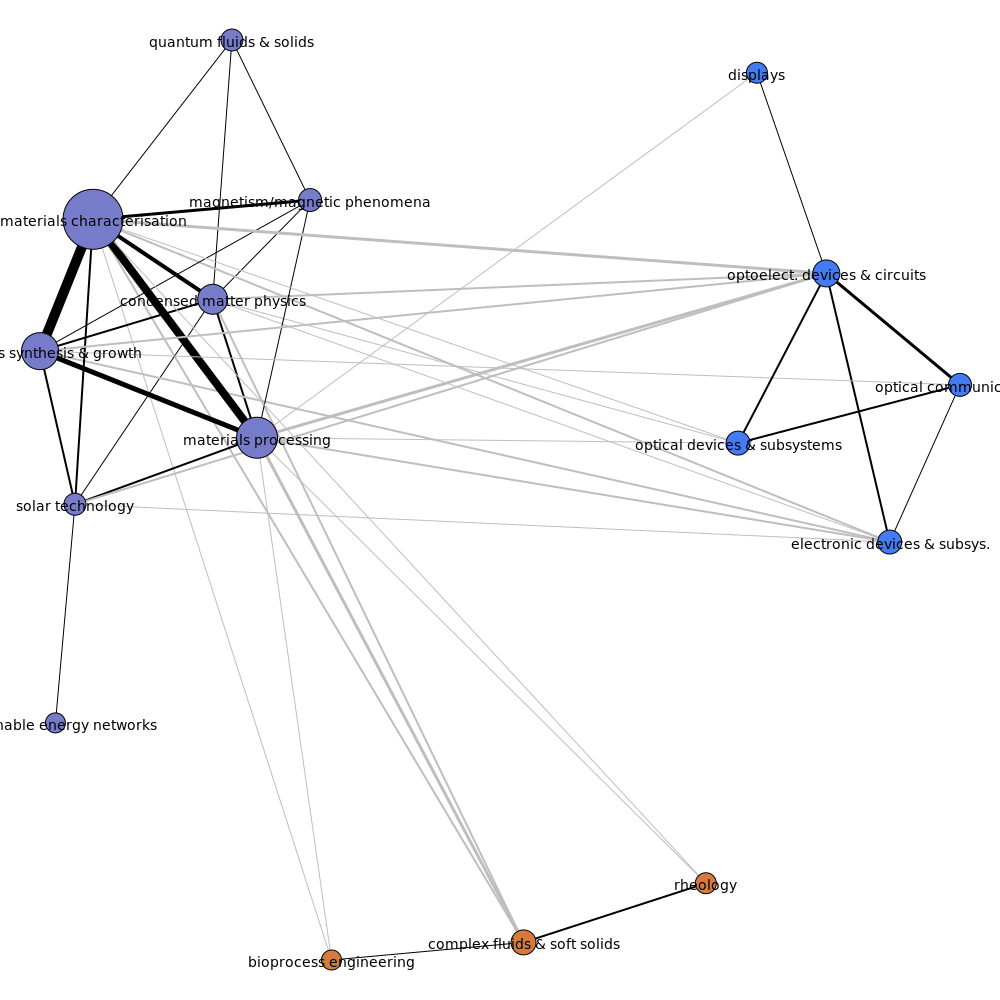 quantum fluids & solids
displays
magnetism/magnetic phenomena
materials characterisation
optoelect. devices & circuits
condensed matter physics
s synthesis & growth
optical communic
materials processing
optical devices & subsystems
solar technology
electronic devices & subsys.
nable energy networks
rheology
complex fluids & soft solids
bioprocess engineering